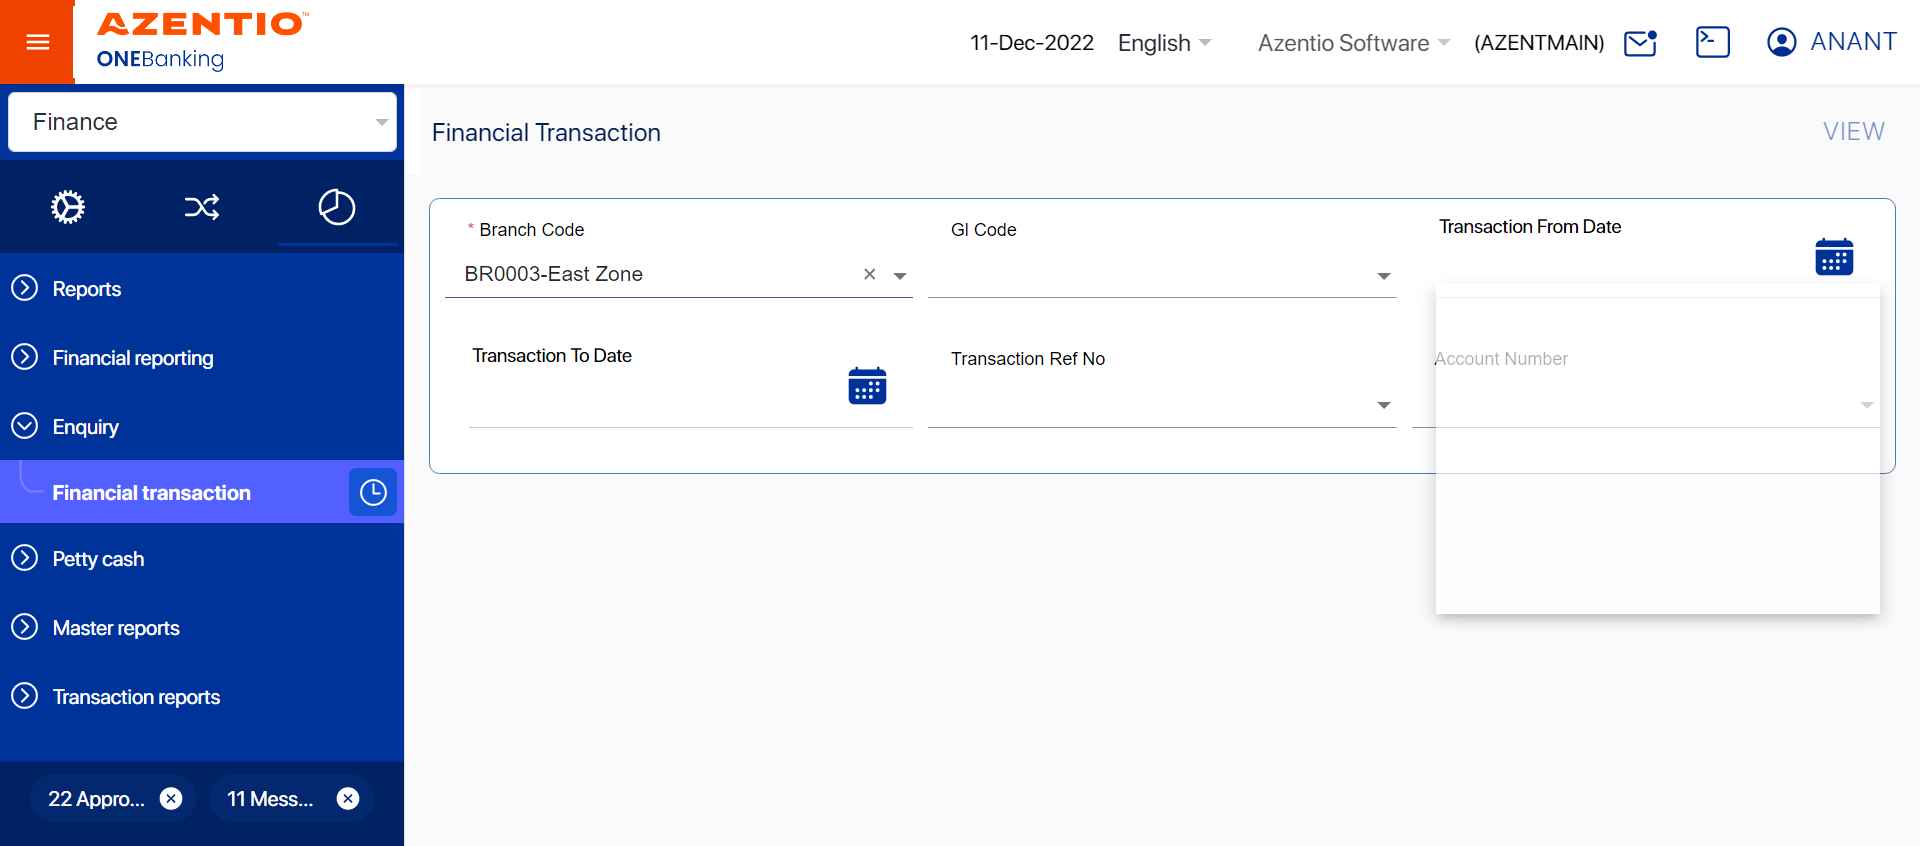 AZENTIO™
ONEBanking
11-Dec-2022 English Azentio Software (AZENTMAIN) ANANT
Finance
Financial Transaction VIEW
* Branch Code
BR0003-East Zone
GI Code
Transaction From Date
Transaction To Date
Transaction Ref No
Account Number
Reports
Financial reporting
Enquiry
Financial transaction
Petty cash
Master reports
Transaction reports
22 Appro... 11 Mess...